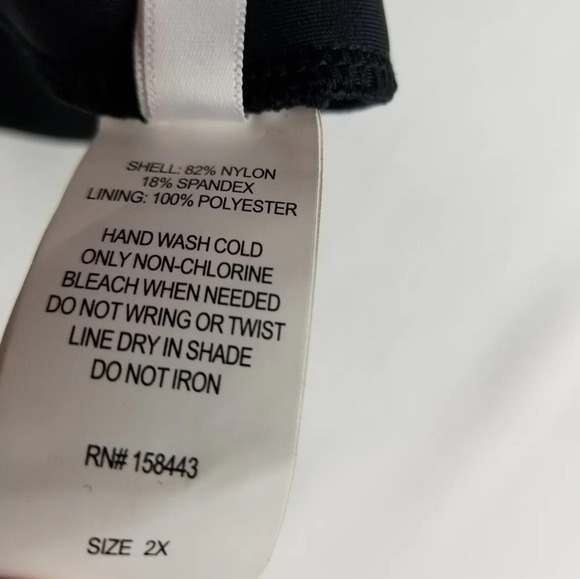 SHELL: 82% NYLON
18% SPANDEX
LINING: 100% POLYESTER
HAND WASH COLD
ONLY NON-CHLORINE
BLEACH WHEN NEEDED
DO NOT WRING OR TWIST
LINE DRY IN SHADE
DO NOT IRON
RN# 158443
SIZE 2X